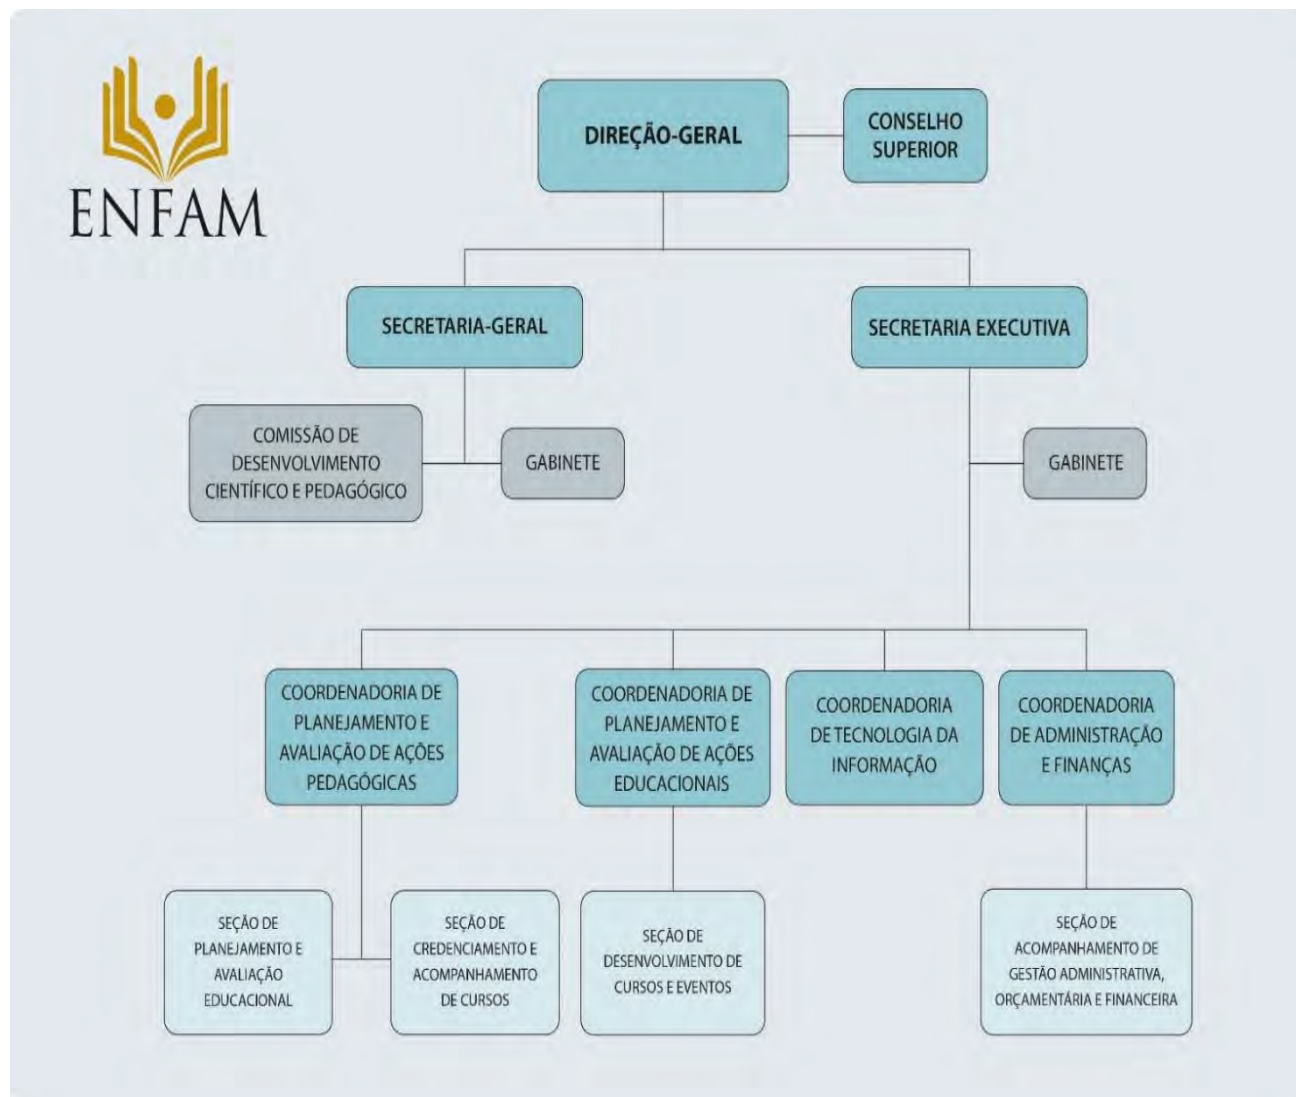 ENFAM
DIREÇÃO-GERAL
CONSELHO
SUPERIOR
SECRETARIA-GERAL
SECRETARIA EXECUTIVA
COMISSÃO DE
DESENVOLVIMENTO
CIENTÍFICO E PEDAGÓGICO
GABINETE
GABINETE
COORDENADORIA DE
PLANEJAMENTO E
AVALIAÇÃO DE AÇÕES
PEDAGÓGICAS
COORDENADORIA DE
PLANEJAMENTO E
AVALIAÇÃO DE AÇÕES
EDUCACIONAIS
COORDENADORIA
DE TECNOLOGIA DA
INFORMAÇÃO
COORDENADORIA
DE ADMINISTRAÇÃO
E FINANÇAS
SEÇÃO DE
PLANEJAMENTO E
AVALIAÇÃO
EDUCACIONAL
SEÇÃO DE
CREDENCIAMENTO E
ACOMPANHAMENTO
DE CURSOS
SEÇÃO DE
DESENVOLVIMENTO DE
CURSOS E EVENTOS
SEÇÃO DE
ACOMPANHAMENTO DE
GESTÃO ADMINISTRATIVA,
ORÇAMENTÁRIA E FINANCEIRA